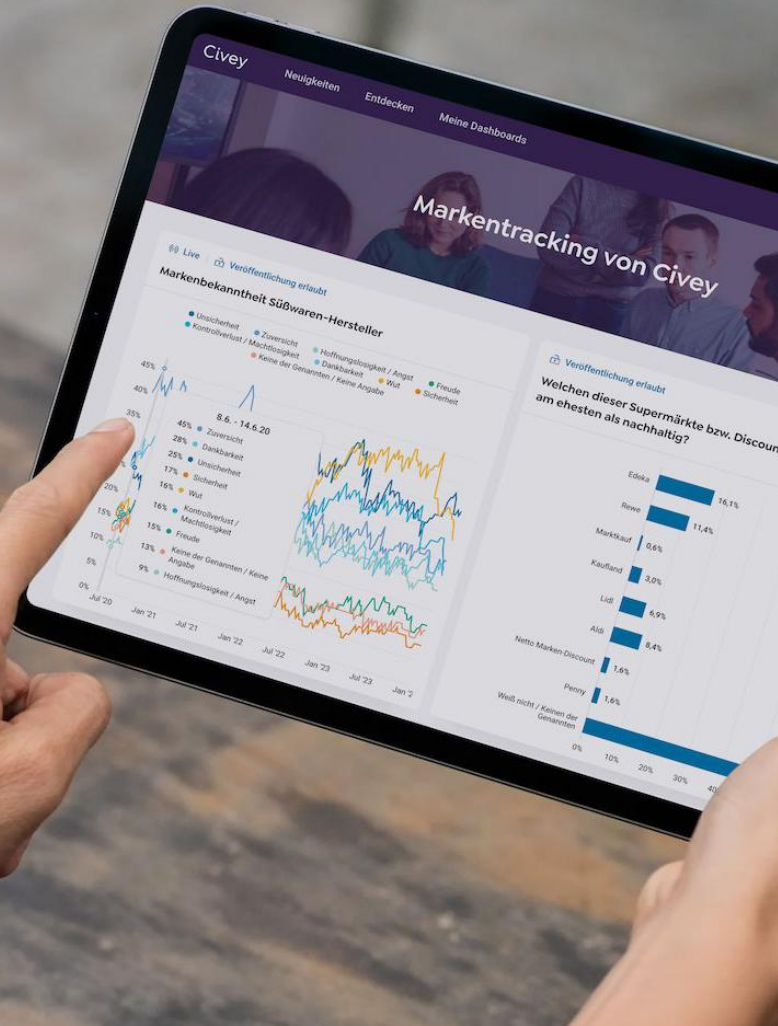 Civey
Neuigkeiten
Entdecken
Meine Dashboards
Markentracking von Civey
Live
Veröffentlichung erlaubt
Markenbekanntheit Süßwaren-Hersteller
Unsicherheit
Zuversicht
Hoffnungslosigkeit / Angst
Freude
Kontrollverlust / Machtlosigkeit
Dankbarkeit
Wut
Sicherheit
Keine der Genannten / Keine Angabe
45%
40%
35%
20%
15%
10%
5%
0%
8.6. - 14.6.20
45% Zuversicht
28% Dankbarkeit
25% Unsicherheit
17% Sicherheit
16% Wut
16% Kontrollverlust /
Machtlosigkeit
15% Freude
13% Keine der Genannten / Keine
Angabe
9% Hoffnungslosigkeit / Angst
Jul '20
Jan '21
Jul '21
Jan '22
Jul '22
Jan '23
Jul '23
Jan '2
Veröffentlichung erlaubt
Welchen dieser Supermärkte bzw. Discoun
am ehesten als nachhaltig?
Edeka 16,1%
Rewe 11,4%
Marktkauf 0,6%
Kaufland 3,0%
Lidl 6,9%
Aldi 8,4%
Netto Marken-Discount 1,6%
Penny 1,6%
Weiß nicht / Keinen der
Genannten
0%
10%
20%
30%